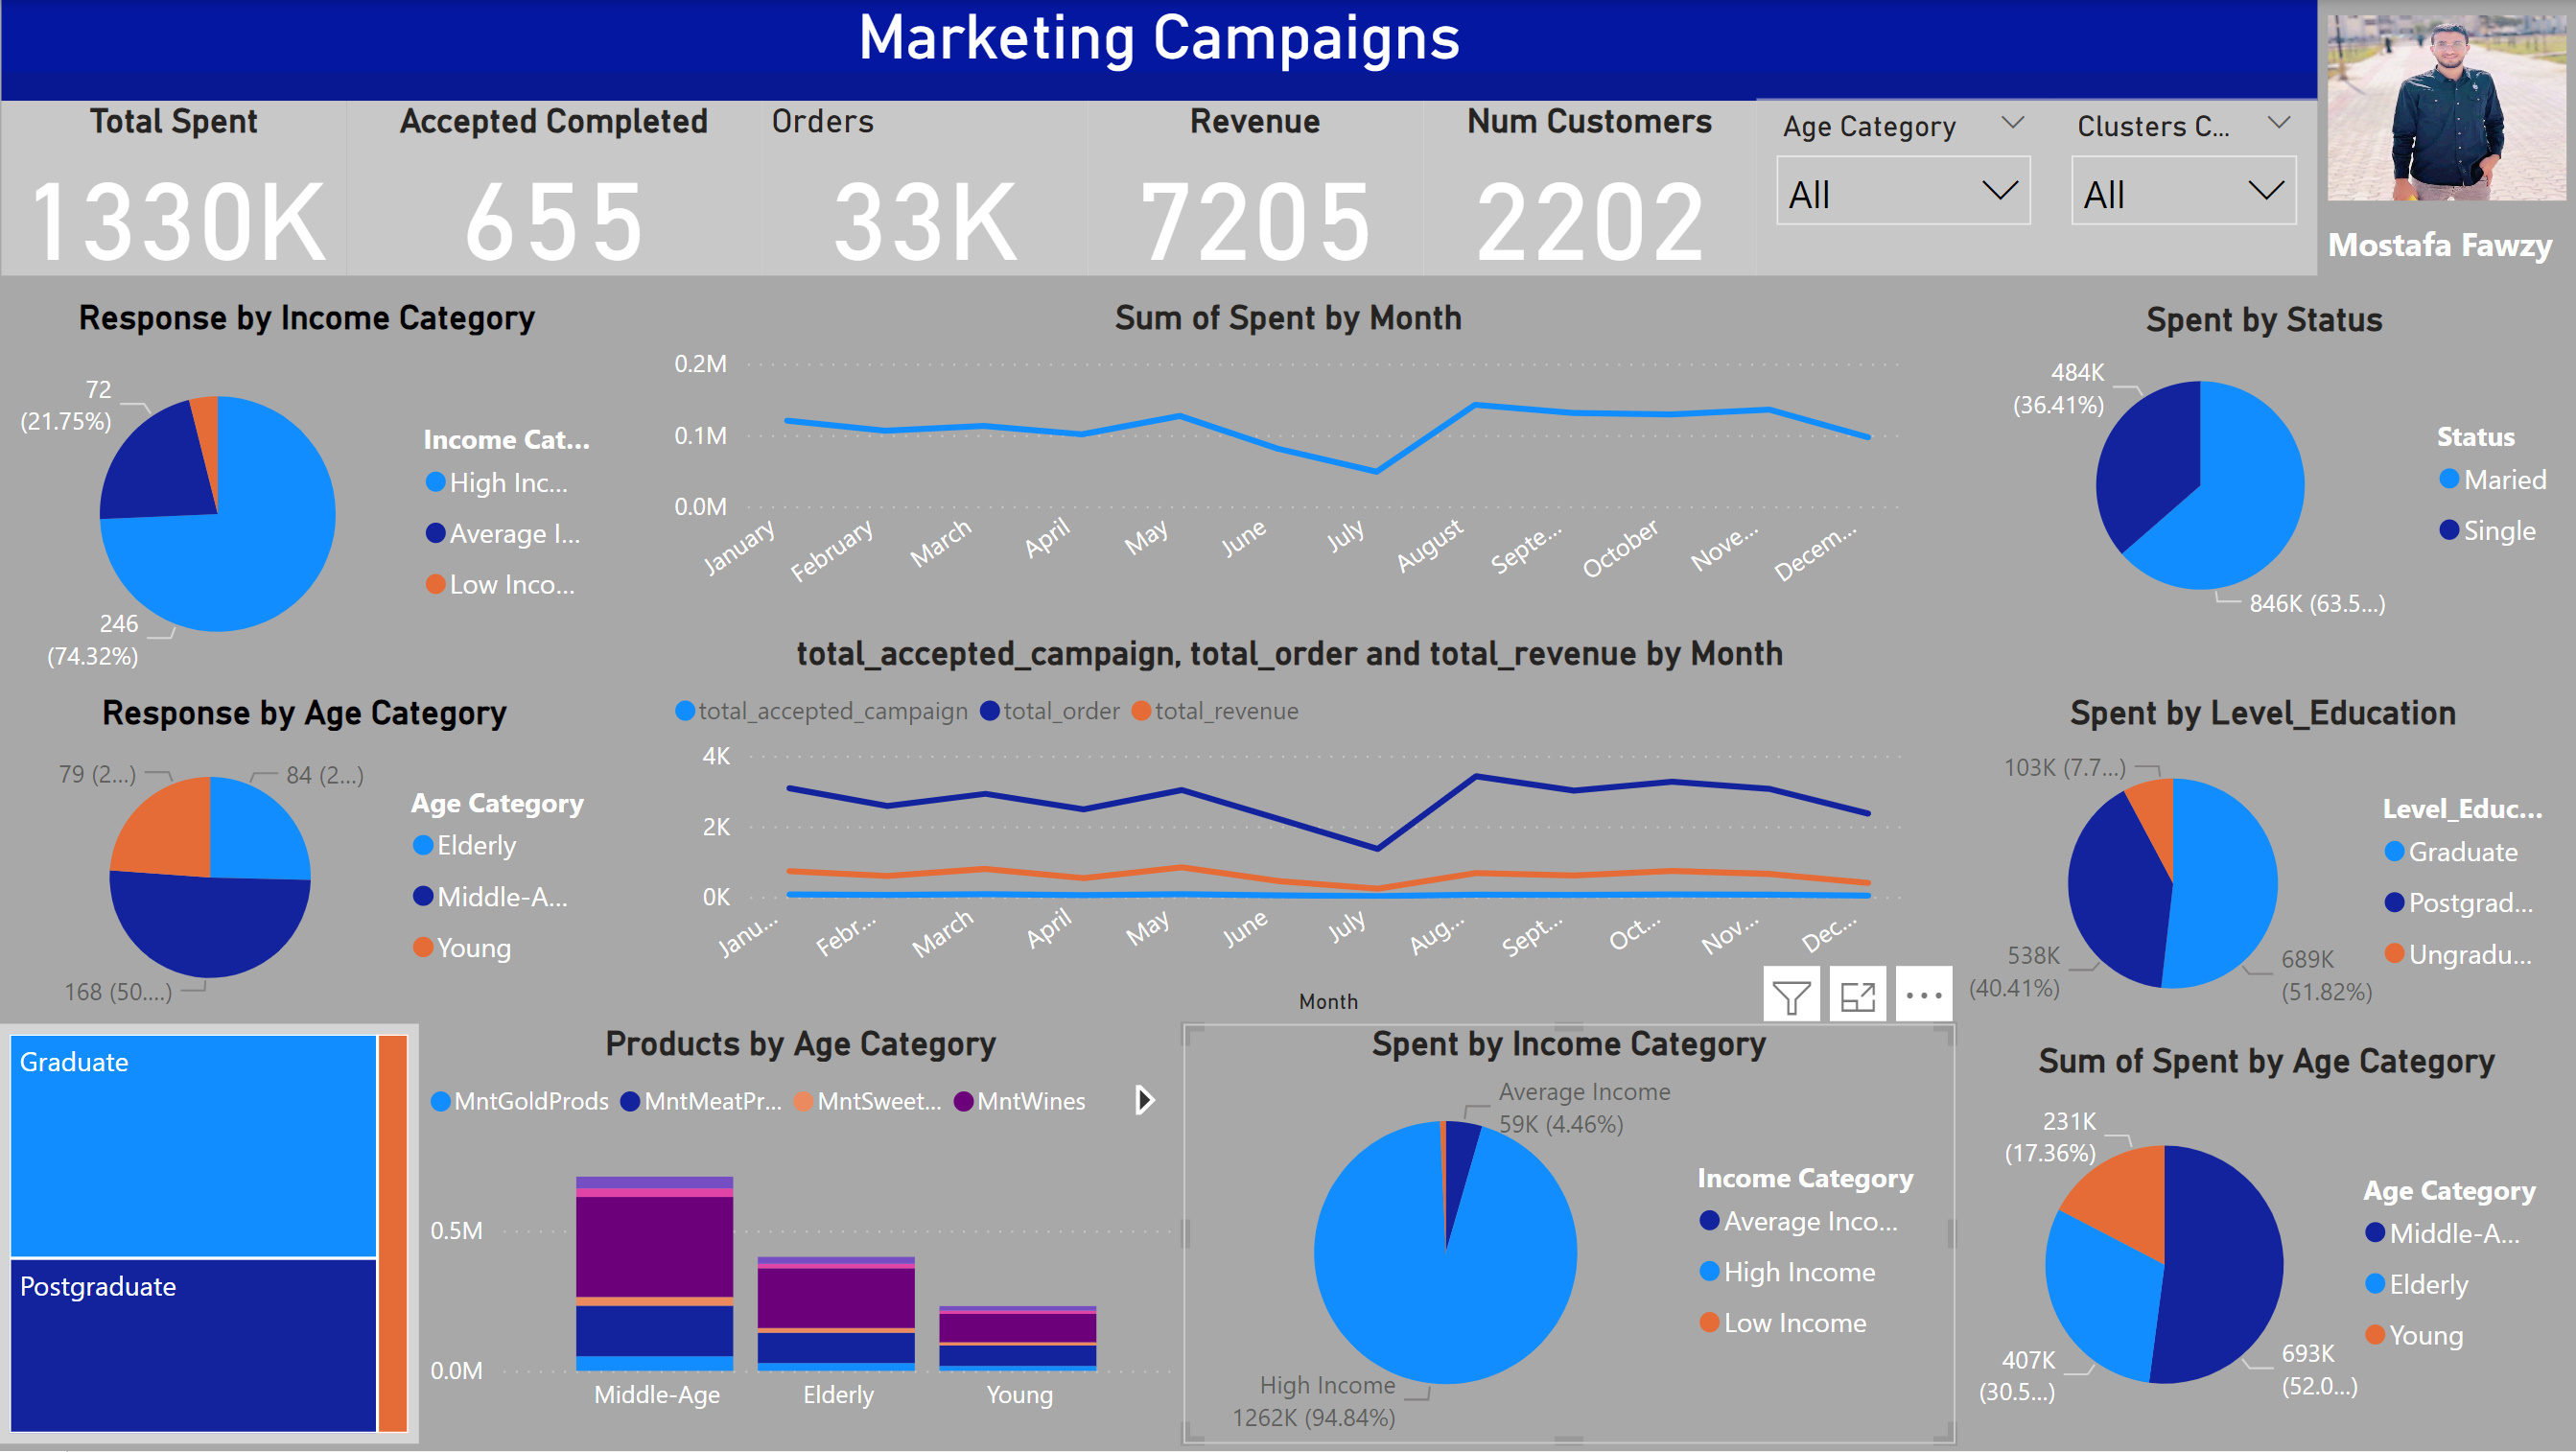 Marketing Campaigns
Total Spent
1330K
Accepted Completed
655
Orders
33K
Revenue
7205
Num Customers
2202
Age Category
All
Clusters C...
All
Mostafa Fawzy
Response by Income Category
72
(21.75%)
246
(74.32%)
Income Cat...
High Inc...
Average I...
Low Inco...
Sum of Spent by Month
0.2M
0.1M
0.0M
January
February
March
April
May
June
July
August
Septe...
October
Nove...
Decem...
Spent by Status
484K
(36.41%)
846K (63.5...)
Status
Maried
Single
Response by Age Category
79 (2...)
84 (2...)
168 (50....)
Age Category
Elderly
Middle-A...
Young
total_accepted_campaign, total_order and total_revenue by Month
total_accepted_campaign
total_order
total_revenue
4K
2K
0K
Janu...
Febr...
March
April
May
June
July
Aug...
Sept...
Oct...
Nov...
Dec...
Month
Spent by Level_Education
103K (7.7...)
538K
(40.41%)
689K
(51.82%)
Level_Educ...
Graduate
Postgrad...
Ungradu...
Graduate
Postgraduate
Products by Age Category
MntGoldProds
MntMeatPr...
MntSweet...
MntWines
0.5M
0.0M
Middle-Age
Elderly
Young
Spent by Income Category
Average Income
59K (4.46%)
High Income
1262K (94.84%)
Income Category
Average Inco...
High Income
Low Income
Sum of Spent by Age Category
231K
(17.36%)
407K
(30.5...)
693K
(52.0...)
Age Category
Middle-A...
Elderly
Young